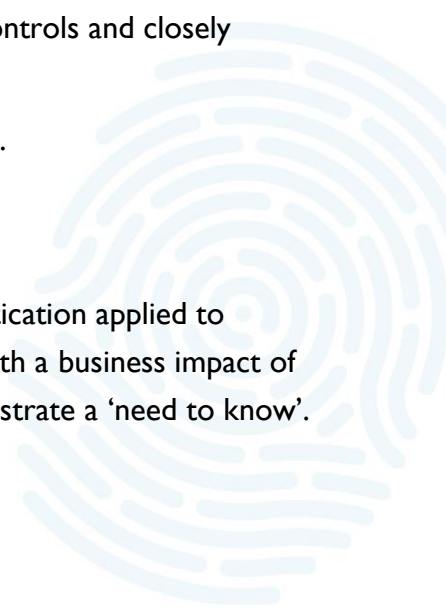 ontrols and closely
.
ication applied to
th a business impact of
strate a ‘need to know’.